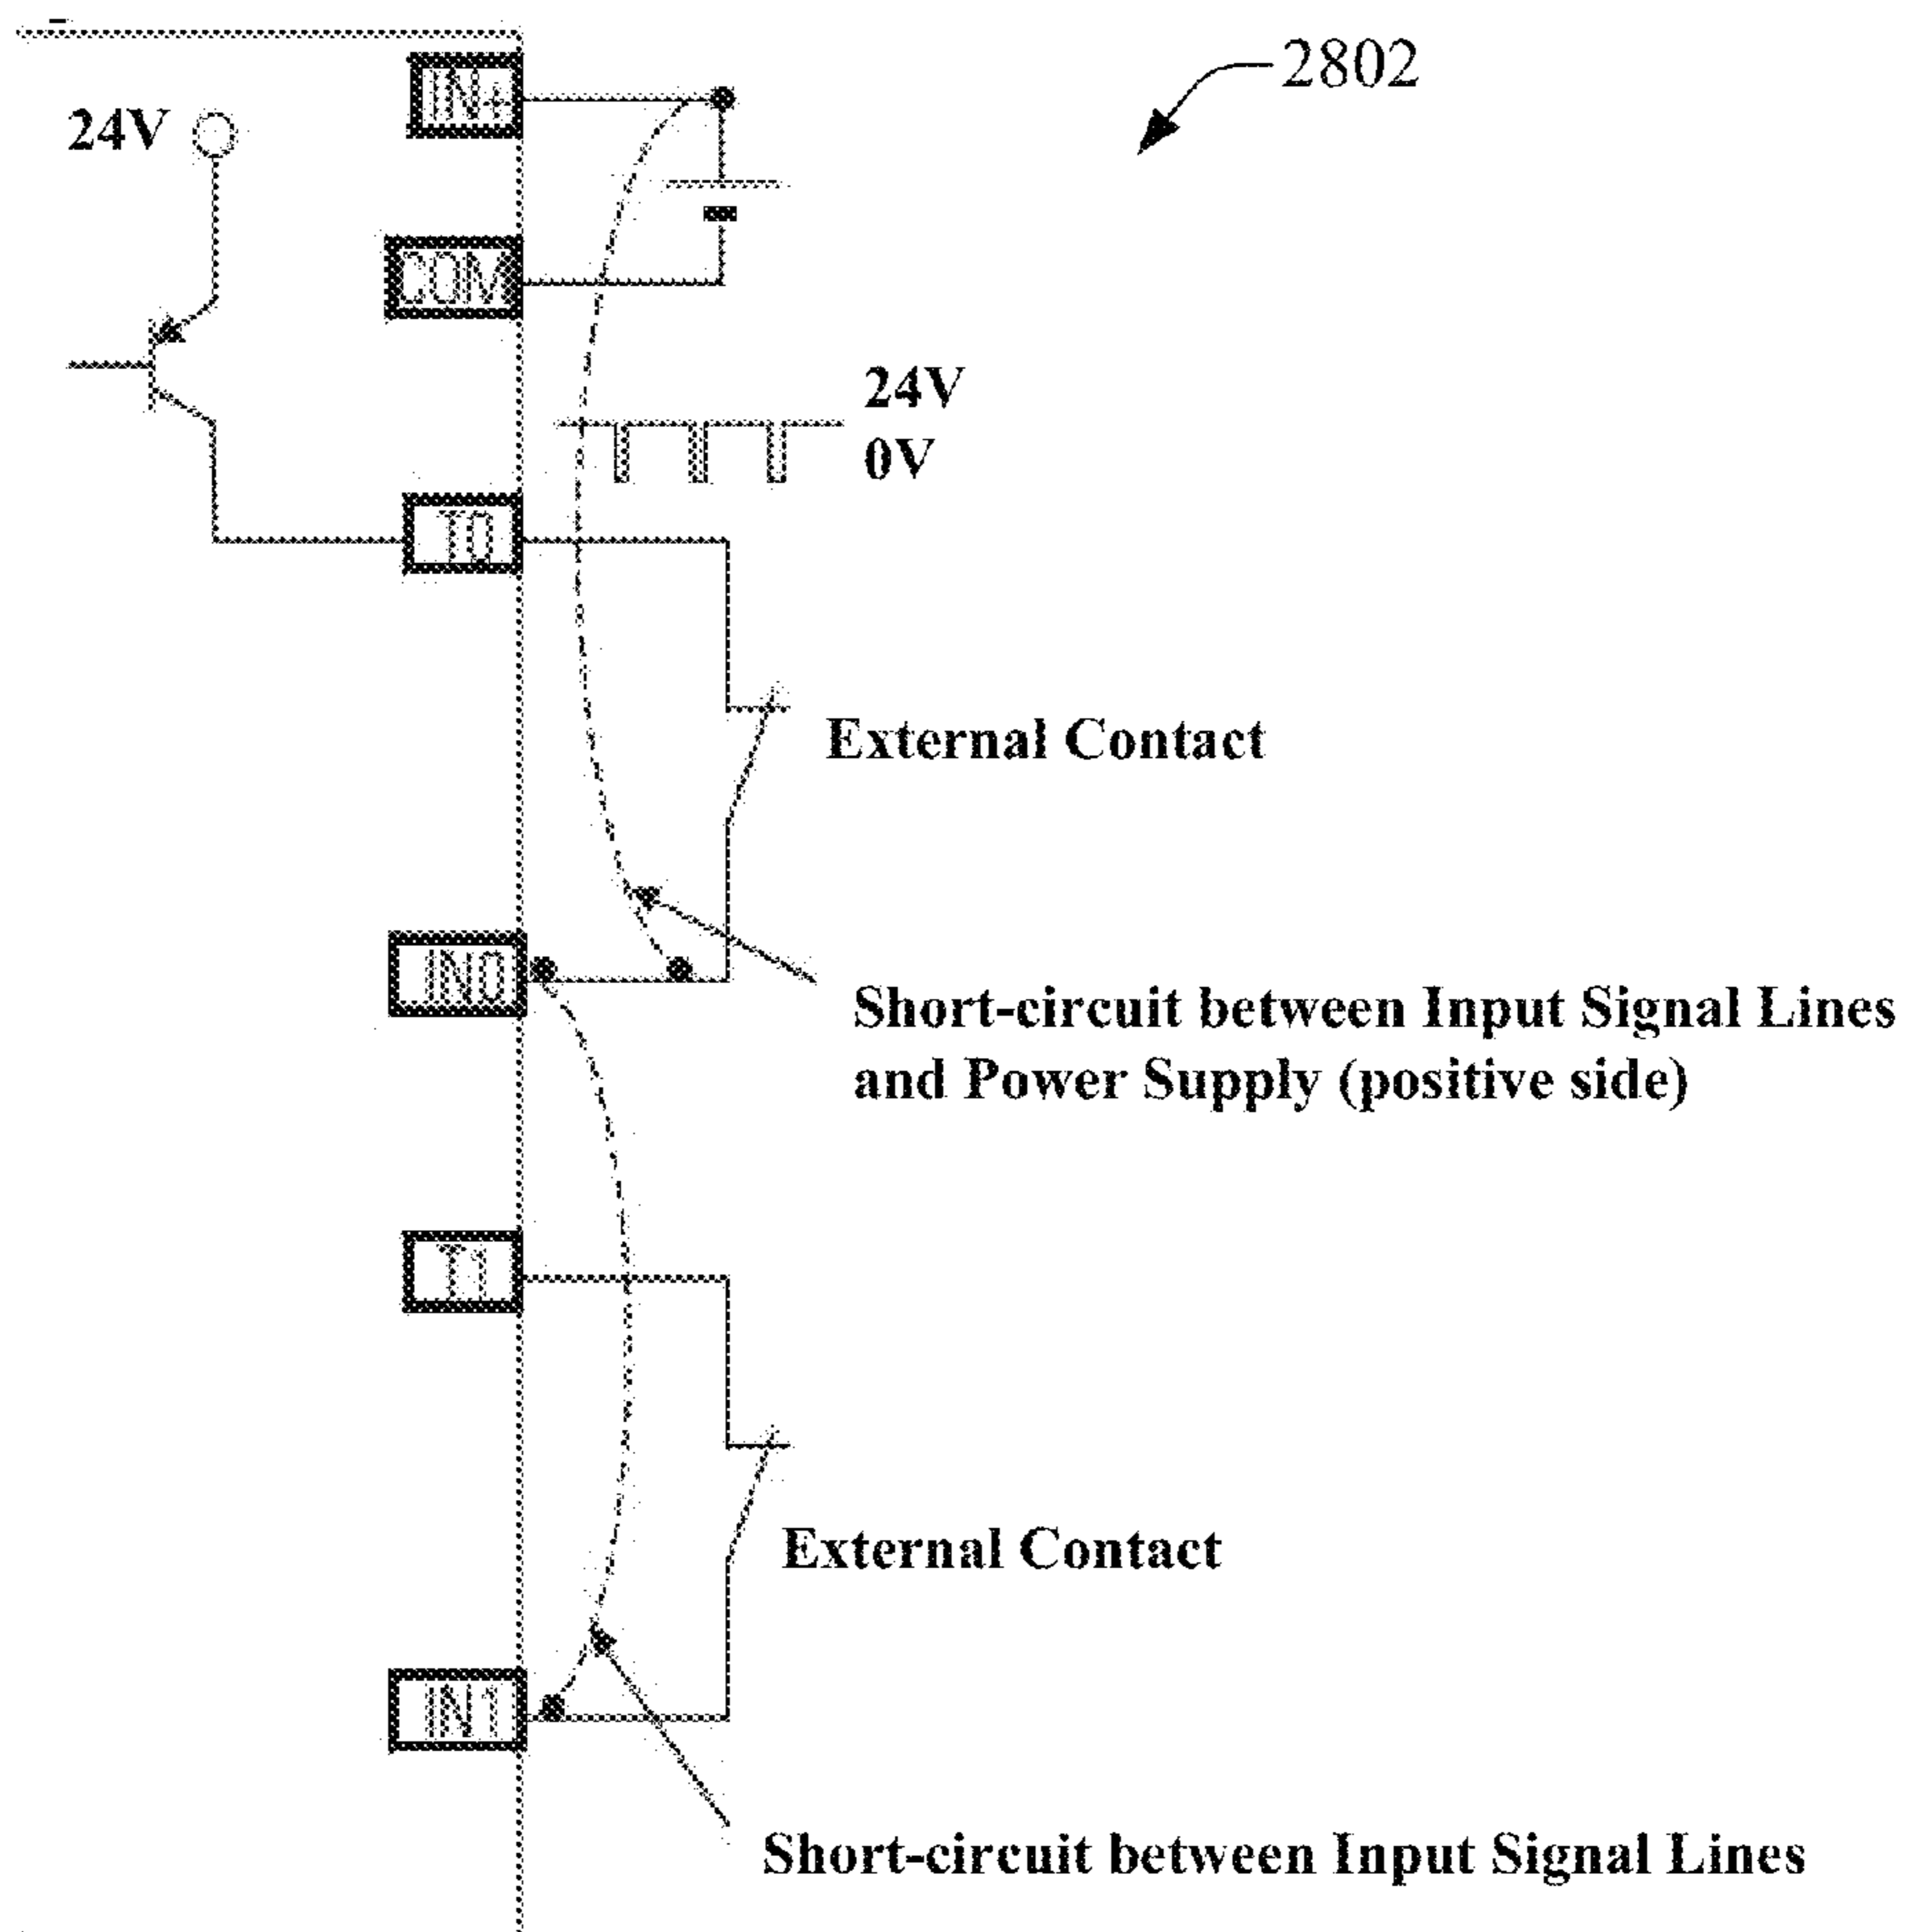 2802
IN+
24V
COM
24V
0V
T0
External Contact
IN0
Short-circuit between Input Signal Lines
and Power Supply (positive side)
T1
External Contact
IN1
Short-circuit between Input Signal Lines